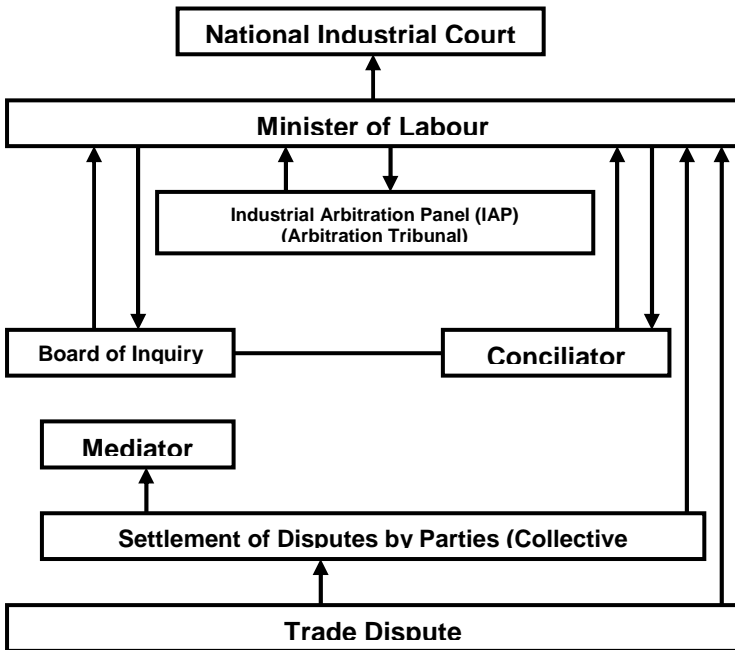 National Industrial Court
Minister of Labour
Industrial Arbitration Panel (IAP)
(Arbitration Tribunal)
Board of Inquiry
Conciliator
Mediator
Settlement of Disputes by Parties (Collective
Trade Dispute